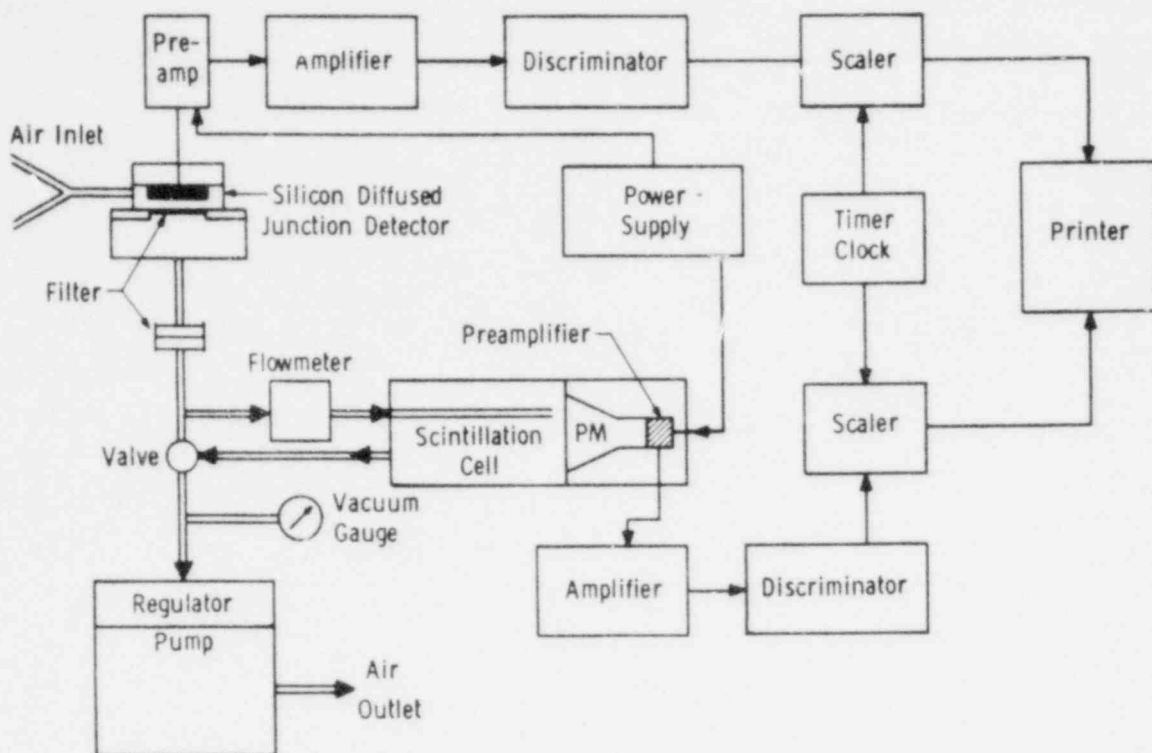 Pre-
amp
Amplifier
Discriminator
Scaler
Air Inlet
Silicon Diffused
Junction Detector
Power
Supply
Timer
Clock
Printer
Filter
Preamplifier
Flowmeter
Scintillation
Cell
PM
Scaler
Valve
Vacuum
Gauge
Amplifier
Discriminator
Regulator
Pump
Air
Outlet